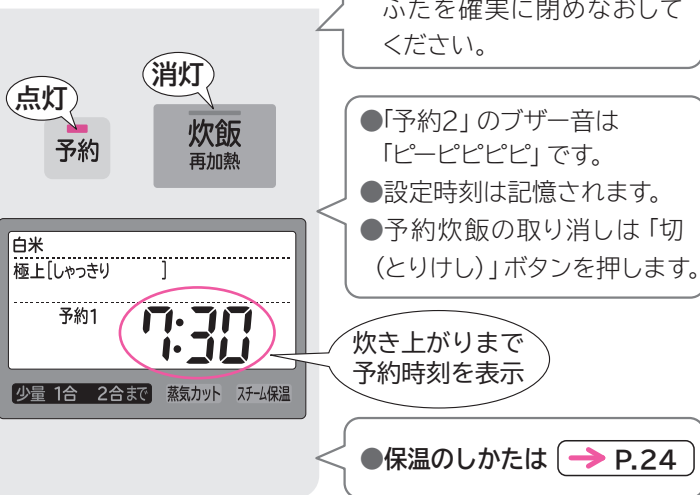 ふたを確実に閉めなおして
ください。
消灯
点灯
予約
炊飯
再加熱
●「予約2」のブザー音は
「ピーピピピピ」です。
●設定時刻は記憶されます。
●予約炊飯の取り消しは「切
(とりけし)」ボタンを押します。
白米
極上[しゃっきり ]
予約1
7:30
炊き上がりまで
予約時刻を表示
少量 1合 2合まで 蒸気カット スチーム保温
●保温のしかたは → P.24